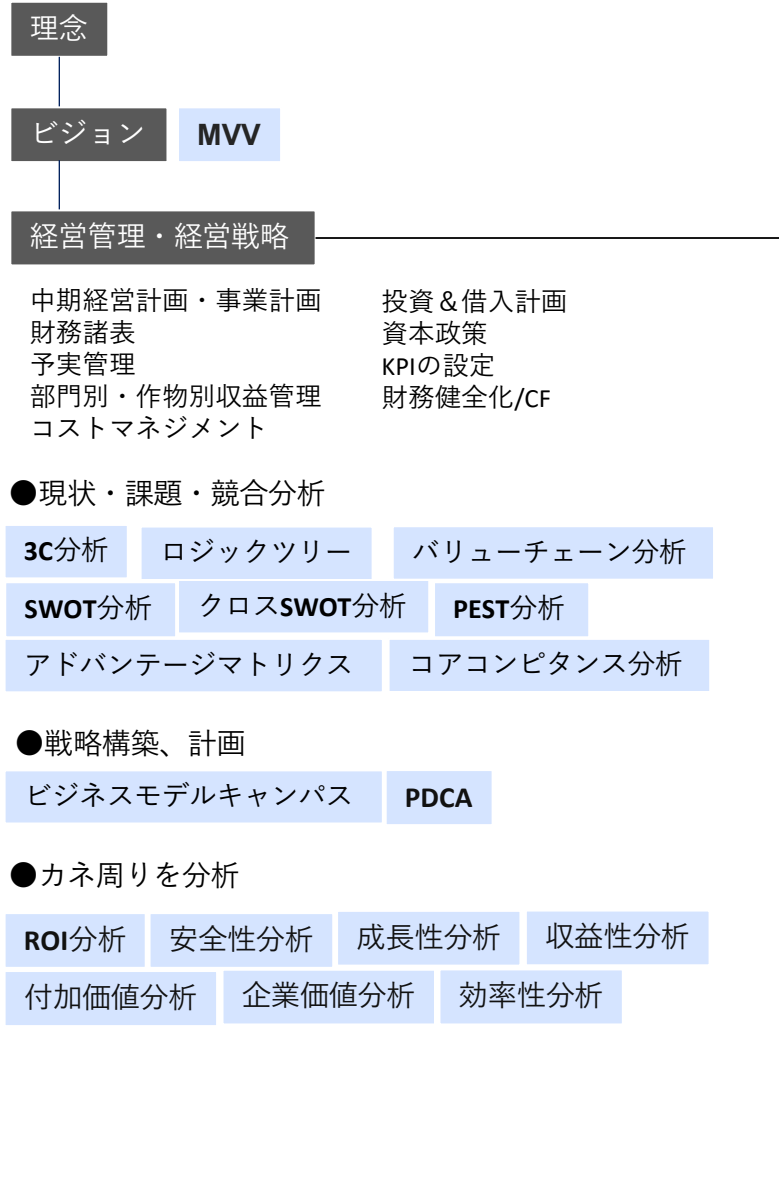 理念
ビジョン
MVV
経営管理・経営戦略
中期経営計画・事業計画
財務諸表
予実管理
部門別・作物別収益管理
コストマネジメント
投資＆借入計画
資本政策
KPIの設定
財務健全化/CF
●現状・課題・競合分析
3C分析 ロジックツリー バリューチェーン分析
SWOT分析 クロスSWOT分析 PEST分析
アドバンテージマトリクス コアコンピタンス分析
●戦略構築、計画
ビジネスモデルキャンパス PDCA
●カネ周りを分析
ROI分析 安全性分析 成長性分析 収益性分析
付加価値分析 企業価値分析 効率性分析